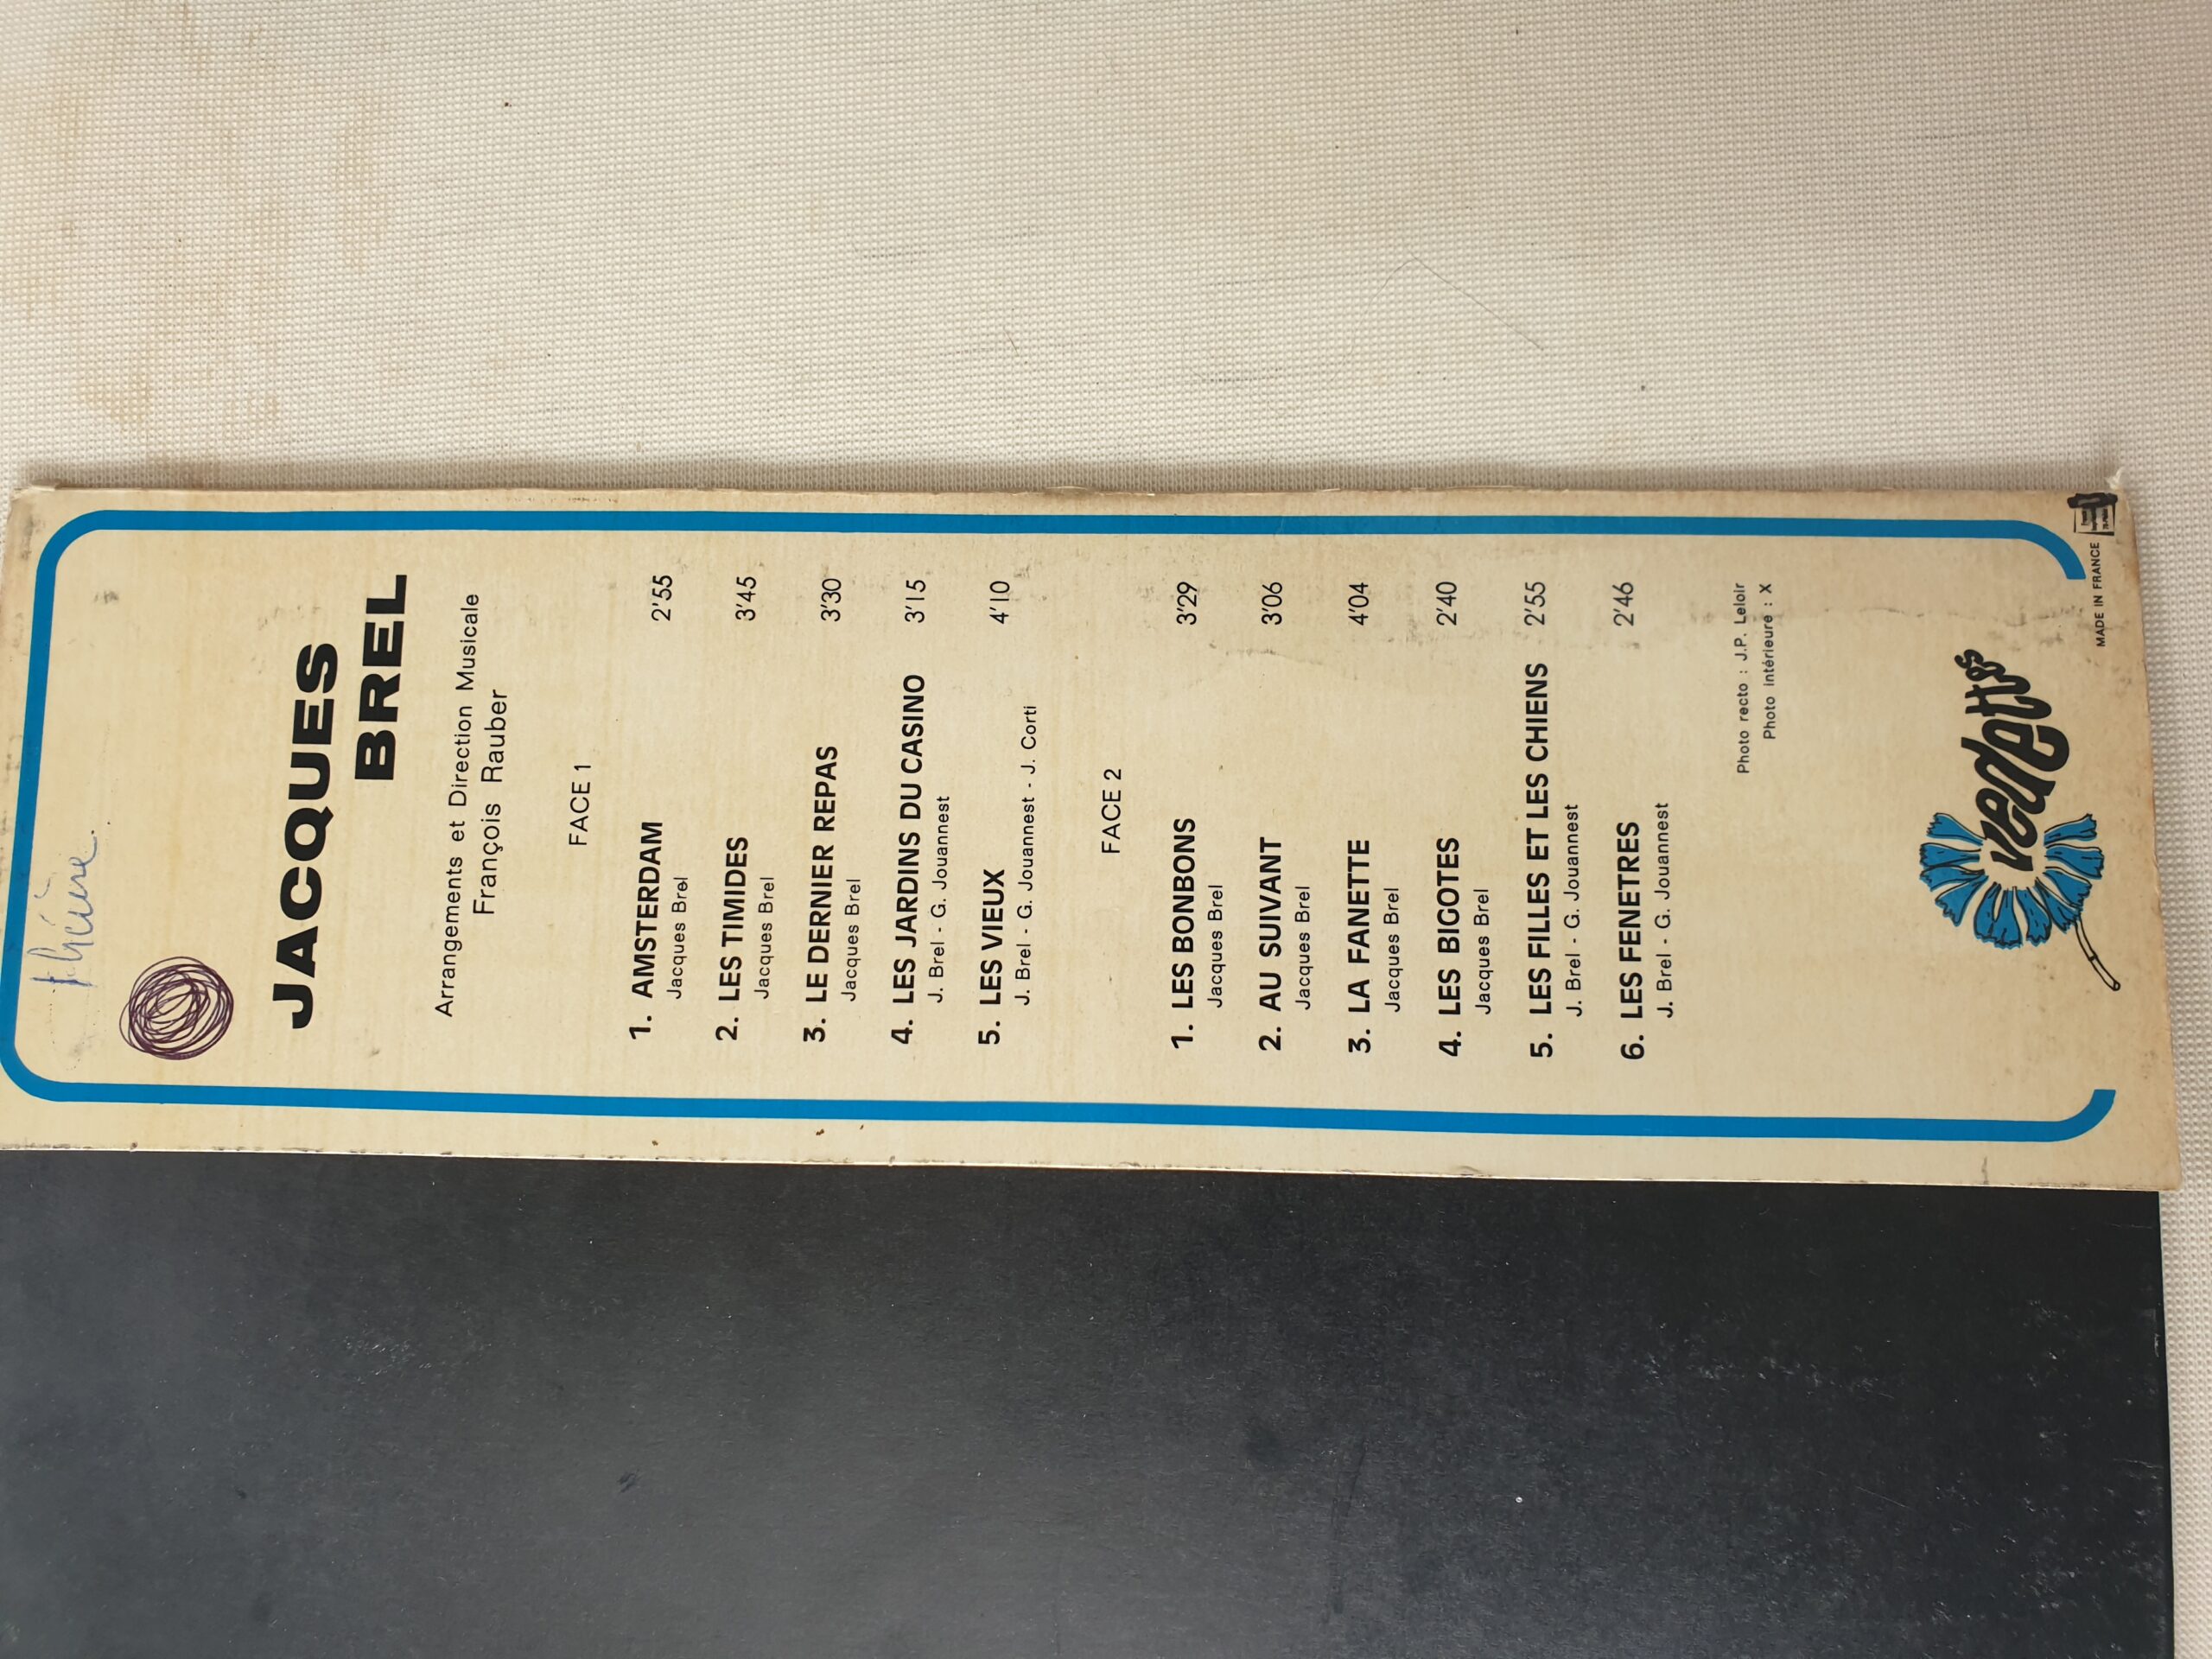 thérèse.
JACQUES
BREL
Arrangements et Direction Musicale
François Rauber
FACE 1
1. AMSTERDAM 2'55
Jacques Brel
2. LES TIMIDES 3'45
Jacques Brel
3. LE DERNIER REPAS 3'30
Jacques Brel
4. LES JARDINS DU CASINO 3'15
J. Brel - G. Jouannest
5. LES VIEUX 4'10
J. Brel - G. Jouannest - J. Corti
FACE 2
1. LES BONBONS 3'29
Jacques Brel
2. AU SUIVANT 3'06
Jacques Brel
3. LA FANETTE 4'04
Jacques Brel
4. LES BIGOTES 2'40
Jacques Brel
5. LES FILLES ET LES CHIENS 2'55
J. Brel - G. Jouannest
6. LES FENETRES 2'46
J. Brel - G. Jouannest
Photo recto : J.P. Leloir
Photo intérieure : X
vedettes
MADE IN FRANCE